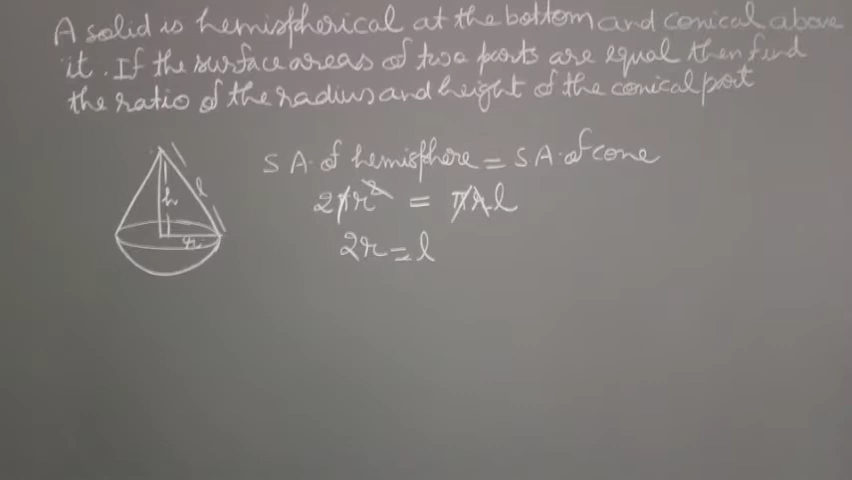 A solid is hemispherical at the bottom and conical above
it. If the surface areas of two parts are equal then find
the ratio of the radius and height of the conical part
S A. of hemisphere = S A. of cone
2πr² = πrl
2r = l
h
l
r